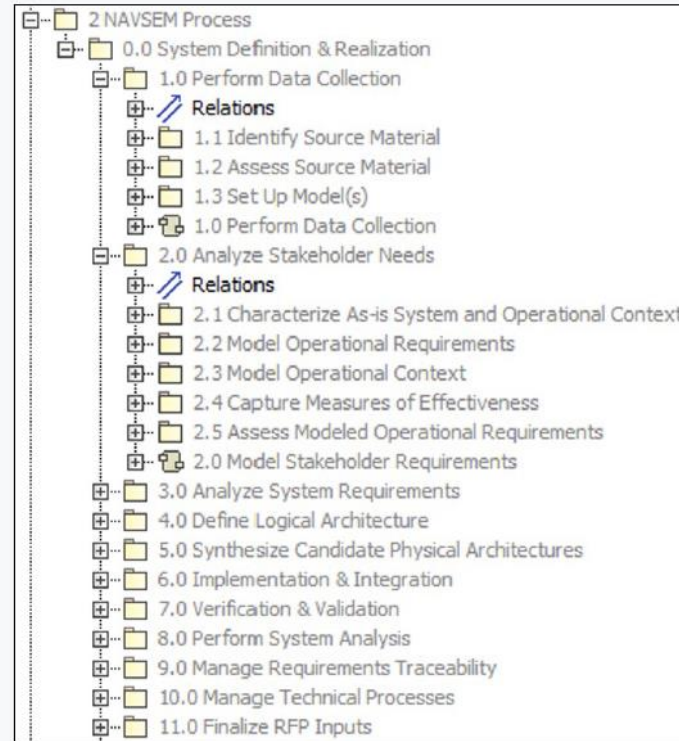 2 NAVSEM Process
0.0 System Definition & Realization
1.0 Perform Data Collection
Relations
1.1 Identify Source Material
1.2 Assess Source Material
1.3 Set Up Model(s)
1.0 Perform Data Collection
2.0 Analyze Stakeholder Needs
Relations
2.1 Characterize As-is System and Operational Context
2.2 Model Operational Requirements
2.3 Model Operational Context
2.4 Capture Measures of Effectiveness
2.5 Assess Modeled Operational Requirements
2.0 Model Stakeholder Requirements
3.0 Analyze System Requirements
4.0 Define Logical Architecture
5.0 Synthesize Candidate Physical Architectures
6.0 Implementation & Integration
7.0 Verification & Validation
8.0 Perform System Analysis
9.0 Manage Requirements Traceability
10.0 Manage Technical Processes
11.0 Finalize RFP Inputs